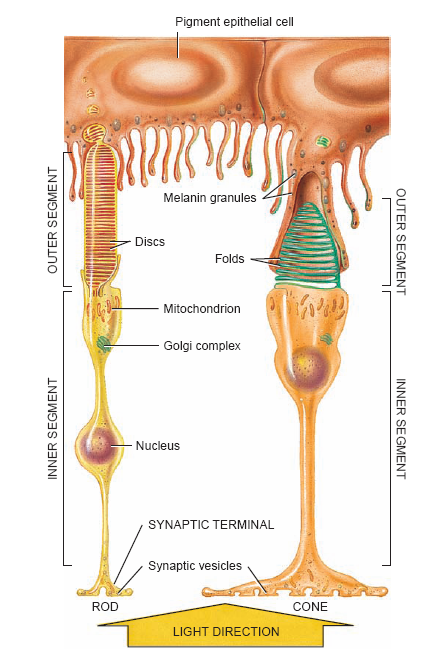 Pigment epithelial cell
OUTER SEGMENT
Melanin granules
OUTER SEGMENT
Discs
Folds
Mitochondrion
Golgi complex
INNER SEGMENT
INNER SEGMENT
Nucleus
SYNAPTIC TERMINAL
Synaptic vesicles
ROD
CONE
LIGHT DIRECTION